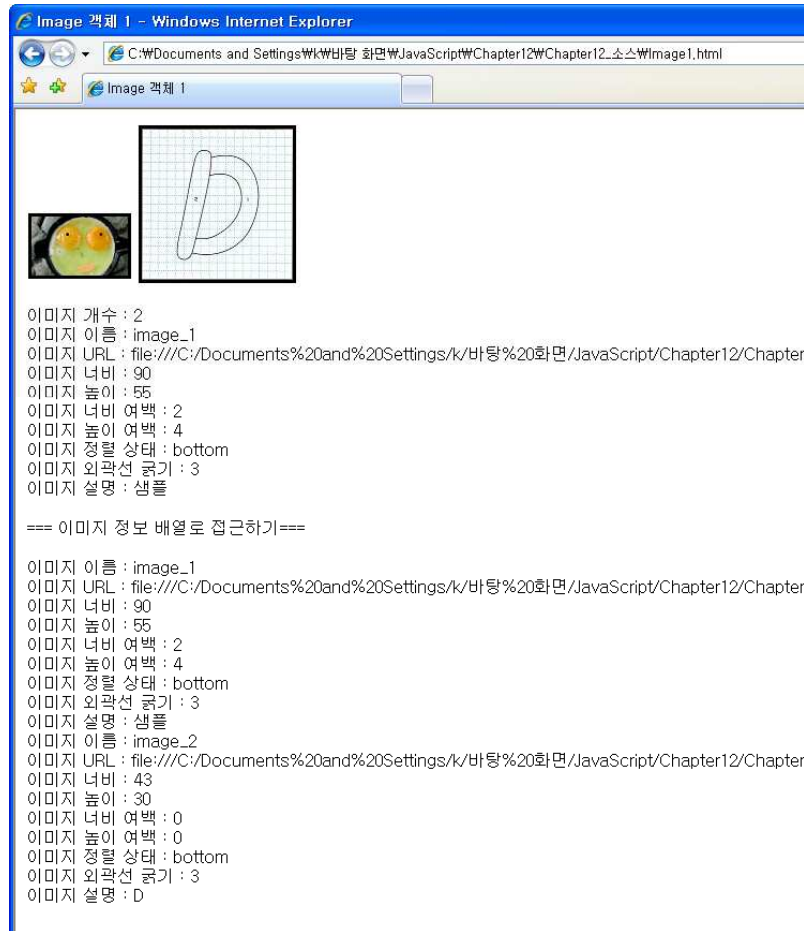 Image 객체 1 - Windows Internet Explorer
C:₩Documents and Settings₩k₩바탕 화면₩JavaScript₩Chapter12₩Chapter12_소스₩Image1.html
Image 객체 1
이미지 개수 : 2
이미지 이름 : image_1
이미지 URL : file:///C:/Documents%20and%20Settings/k/바탕%20화면/JavaScript/Chapter12/Chapter
이미지 너비 : 90
이미지 높이 : 55
이미지 너비 여백 : 2
이미지 높이 여백 : 4
이미지 정렬 상태 : bottom
이미지 외곽선 굵기 : 3
이미지 설명 : 샘플
=== 이미지 정보 배열로 접근하기===
이미지 이름 : image_1
이미지 URL : file:///C:/Documents%20and%20Settings/k/바탕%20화면/JavaScript/Chapter12/Chapter
이미지 너비 : 90
이미지 높이 : 55
이미지 너비 여백 : 2
이미지 높이 여백 : 4
이미지 정렬 상태 : bottom
이미지 외곽선 굵기 : 3
이미지 설명 : 샘플
이미지 이름 : image_2
이미지 URL : file:///C:/Documents%20and%20Settings/k/바탕%20화면/JavaScript/Chapter12/Chapter
이미지 너비 : 43
이미지 높이 : 30
이미지 너비 여백 : 0
이미지 높이 여백 : 0
이미지 정렬 상태 : bottom
이미지 외곽선 굵기 : 3
이미지 설명 : D